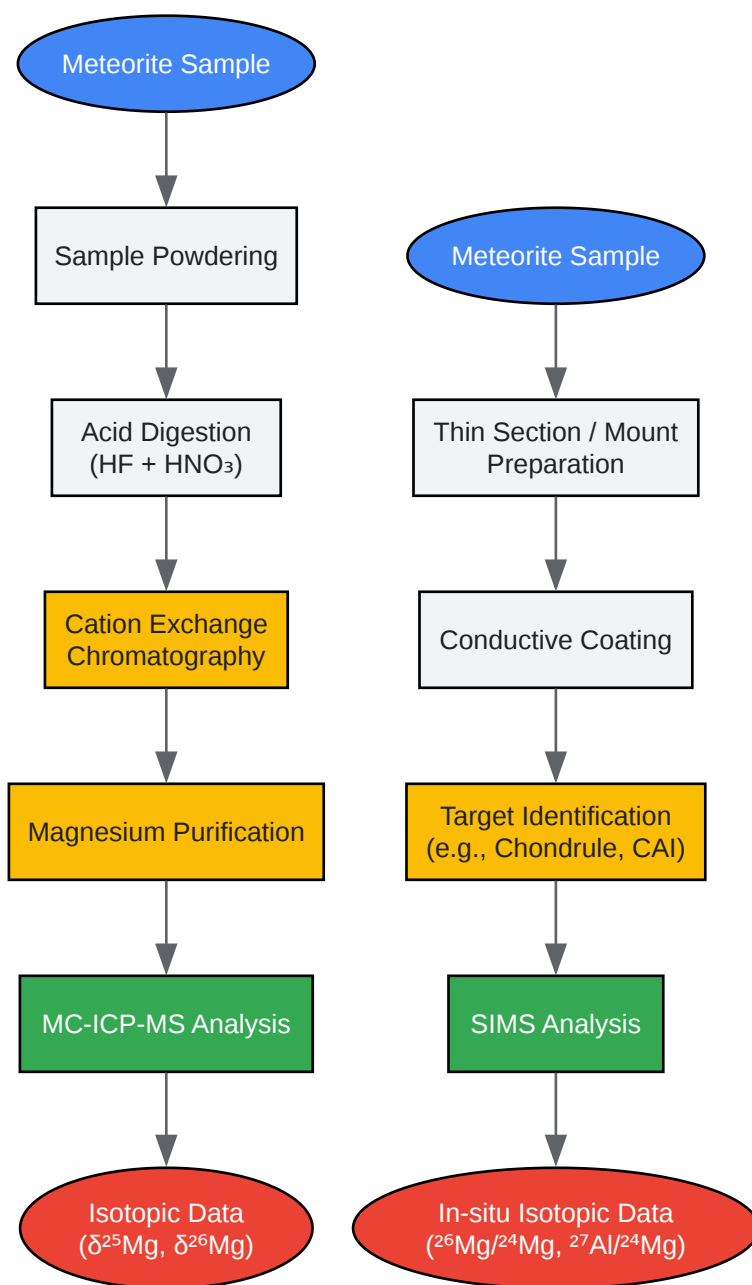 Meteorite Sample
Sample Powdering
Acid Digestion
(HF + HNO₃)
Cation Exchange
Chromatography
Magnesium Purification
MC-ICP-MS Analysis
Isotopic Data
(δ²⁵Mg, δ²⁶Mg)
Meteorite Sample
Thin Section / Mount
Preparation
Conductive Coating
Target Identification
(e.g., Chondrule, CAI)
SIMS Analysis
In-situ Isotopic Data
(²⁶Mg/²⁴Mg, ²⁷Al/²⁴Mg)